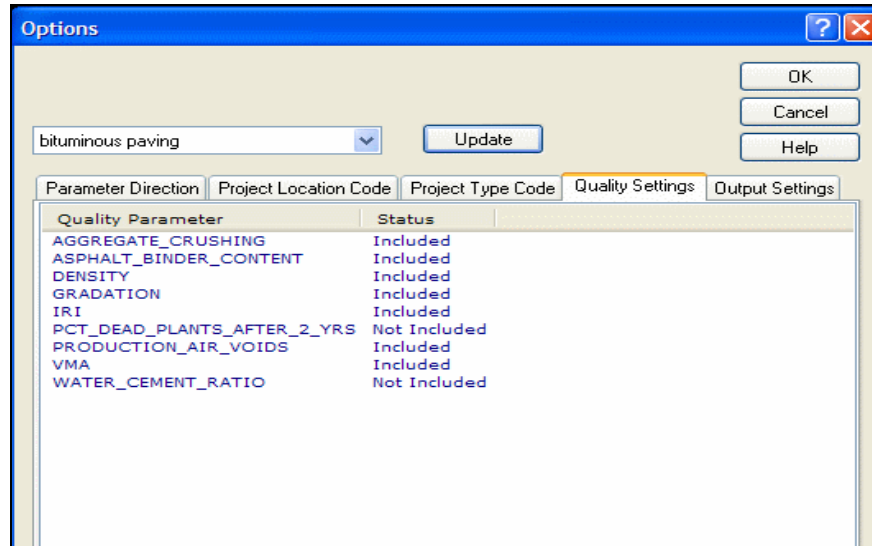 Options
OK
Cancel
bituminous paving Update Help
Parameter Direction Project Location Code Project Type Code Quality Settings Output Settings
Quality Parameter Status
AGGREGATE_CRUSHING Included
ASPHALT_BINDER_CONTENT Included
DENSITY Included
GRADATION Included
IRI Included
PCT_DEAD_PLANTS_AFTER_2_YRS Not Included
PRODUCTION_AIR_VOIDS Included
VMA Included
WATER_CEMENT_RATIO Not Included